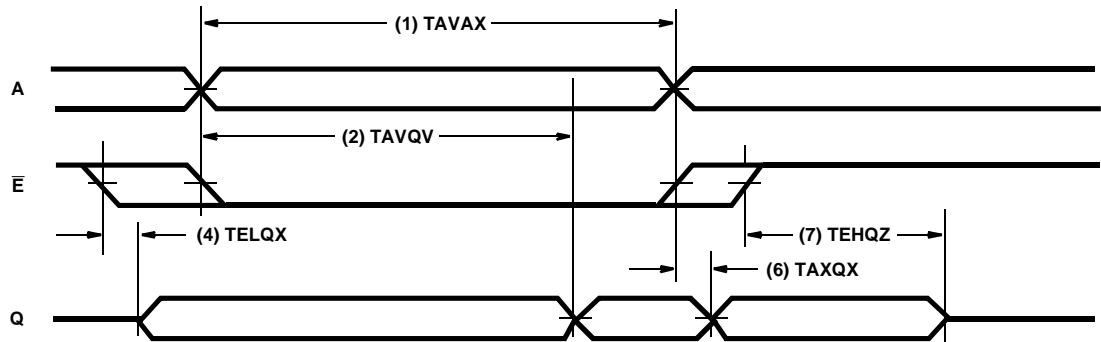 (1) TAVAX
A
(2) TAVQV
E̅
(4) TELQX
(7) TEHQZ
(6) TAXQX
Q